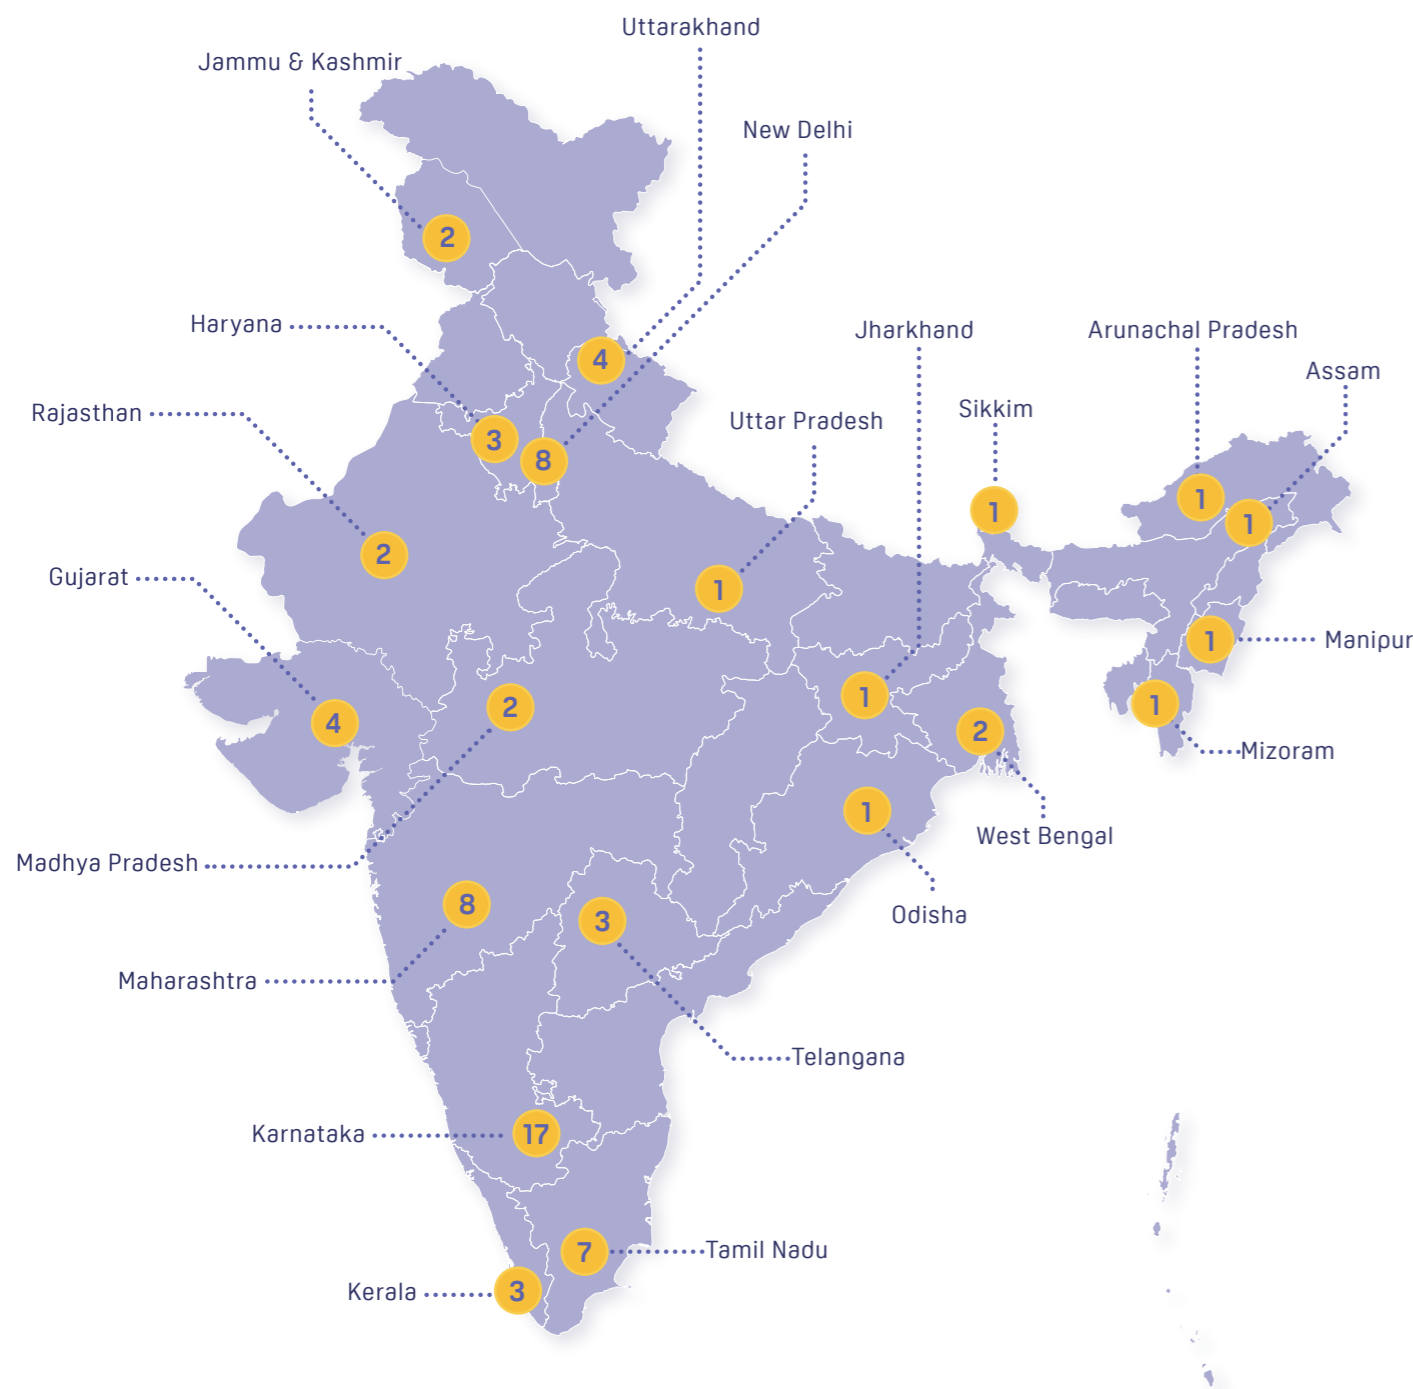 Uttarakhand
Jammu & Kashmir
New Delhi
2
Haryana
Jharkhand
Arunachal Pradesh
4
Assam
Rajasthan
Sikkim
Uttar Pradesh
3
8
1
1
1
2
Gujarat
1
1
Manipur
1
2
1
4
2
Mizoram
1
West Bengal
Madhya Pradesh
8
3
Odisha
Maharashtra
Telangana
Karnataka
17
7
Tamil Nadu
Kerala
3